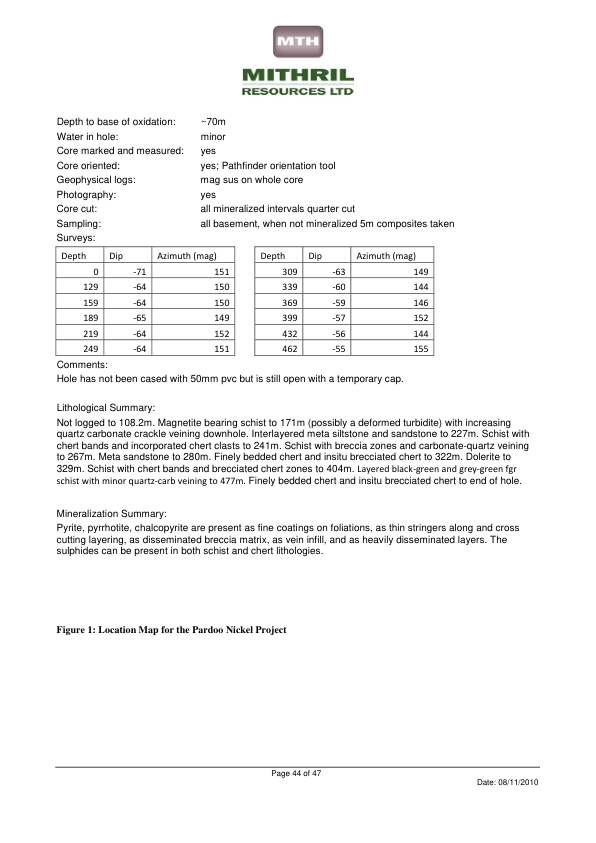 MTH
MITHRIL
RESOURCES LTD
Depth to base of oxidation: ~70m
Water in hole: minor
Core marked and measured: yes
Core oriented: yes; Pathfinder orientation tool
Geophysical logs: mag sus on whole core
Photography: yes
Core cut: all mineralized intervals quarter cut
Sampling: all basement, when not mineralized 5m composites taken
Surveys:
Depth Dip Azimuth (mag) Depth Dip Azimuth (mag)
0 -71 151 309 -63 149
129 -64 150 339 -60 144
159 -64 150 369 -59 146
189 -65 149 399 -57 152
219 -64 152 432 -56 144
249 -64 151 462 -55 155
Comments:
Hole has not been cased with 50mm pvc but is still open with a temporary cap.
Lithological Summary:
Not logged to 108.2m. Magnetite bearing schist to 171m (possibly a deformed turbidite) with increasing
quartz carbonate crackle veining downhole. Interlayered meta siltstone and sandstone to 227m. Schist with
chert bands and incorporated chert clasts to 241m. Schist breccia zones and carbonate-quartz veining
to 267m. Meta sandstone to 280m. Finely bedded chert and insitu brecciated chert to 322m. Dolerite to
329m. Schist with chert bands and brecciated chert zones to 404m. Layered black-green and grey-green fgr
schist with minor quartz-carb veining to 477m. Finely bedded chert and insitu brecciated chert to end of hole.
Mineralization Summary:
Pyrite, pyrrhotite, chalcopyrite are present as fine coatings on foliations, as thin stringers along and cross
cutting layering, as disseminated breccia matrix, as vein infill, and as heavily disseminated layers. The
sulphides can be present in both schist and chert lithologies.
Figure 1: Location Map for the Pardoo Nickel Project
Page 44 of 47
Date: 08/11/2010